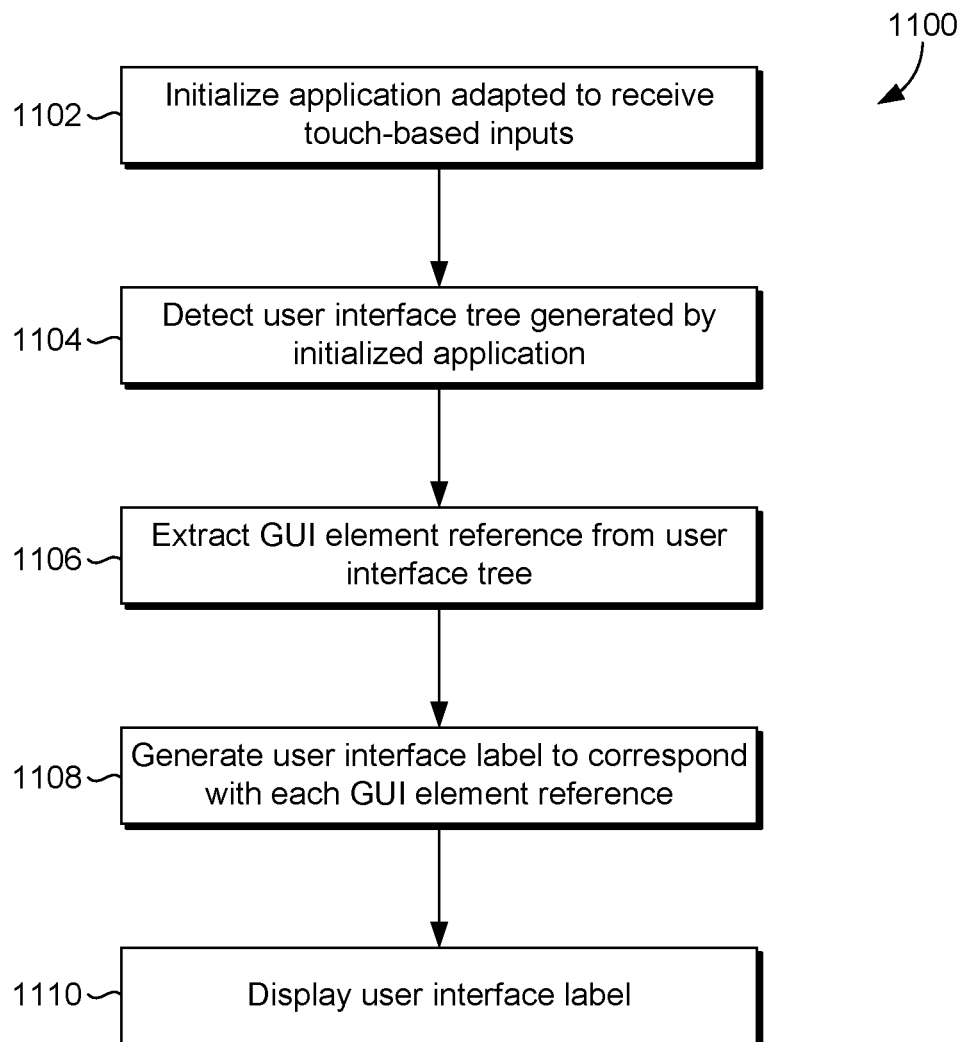 1100
1102
Initialize application adapted to receive
touch-based inputs
1104
Detect user interface tree generated by
initialized application
1106
Extract GUI element reference from user
interface tree
1108
Generate user interface label to correspond
with each GUI element reference
1110
Display user interface label